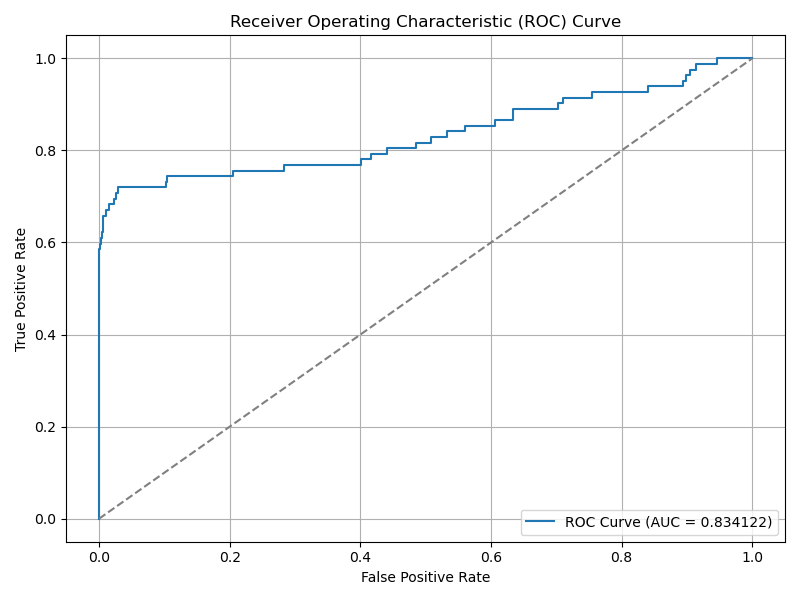 Receiver Operating Characteristic (ROC) Curve
1.0
0.8
0.6
0.4
0.2
0.0
True Positive Rate
ROC Curve (AUC = 0.834122)
0.0 0.2 0.4 0.6 0.8 1.0
False Positive Rate